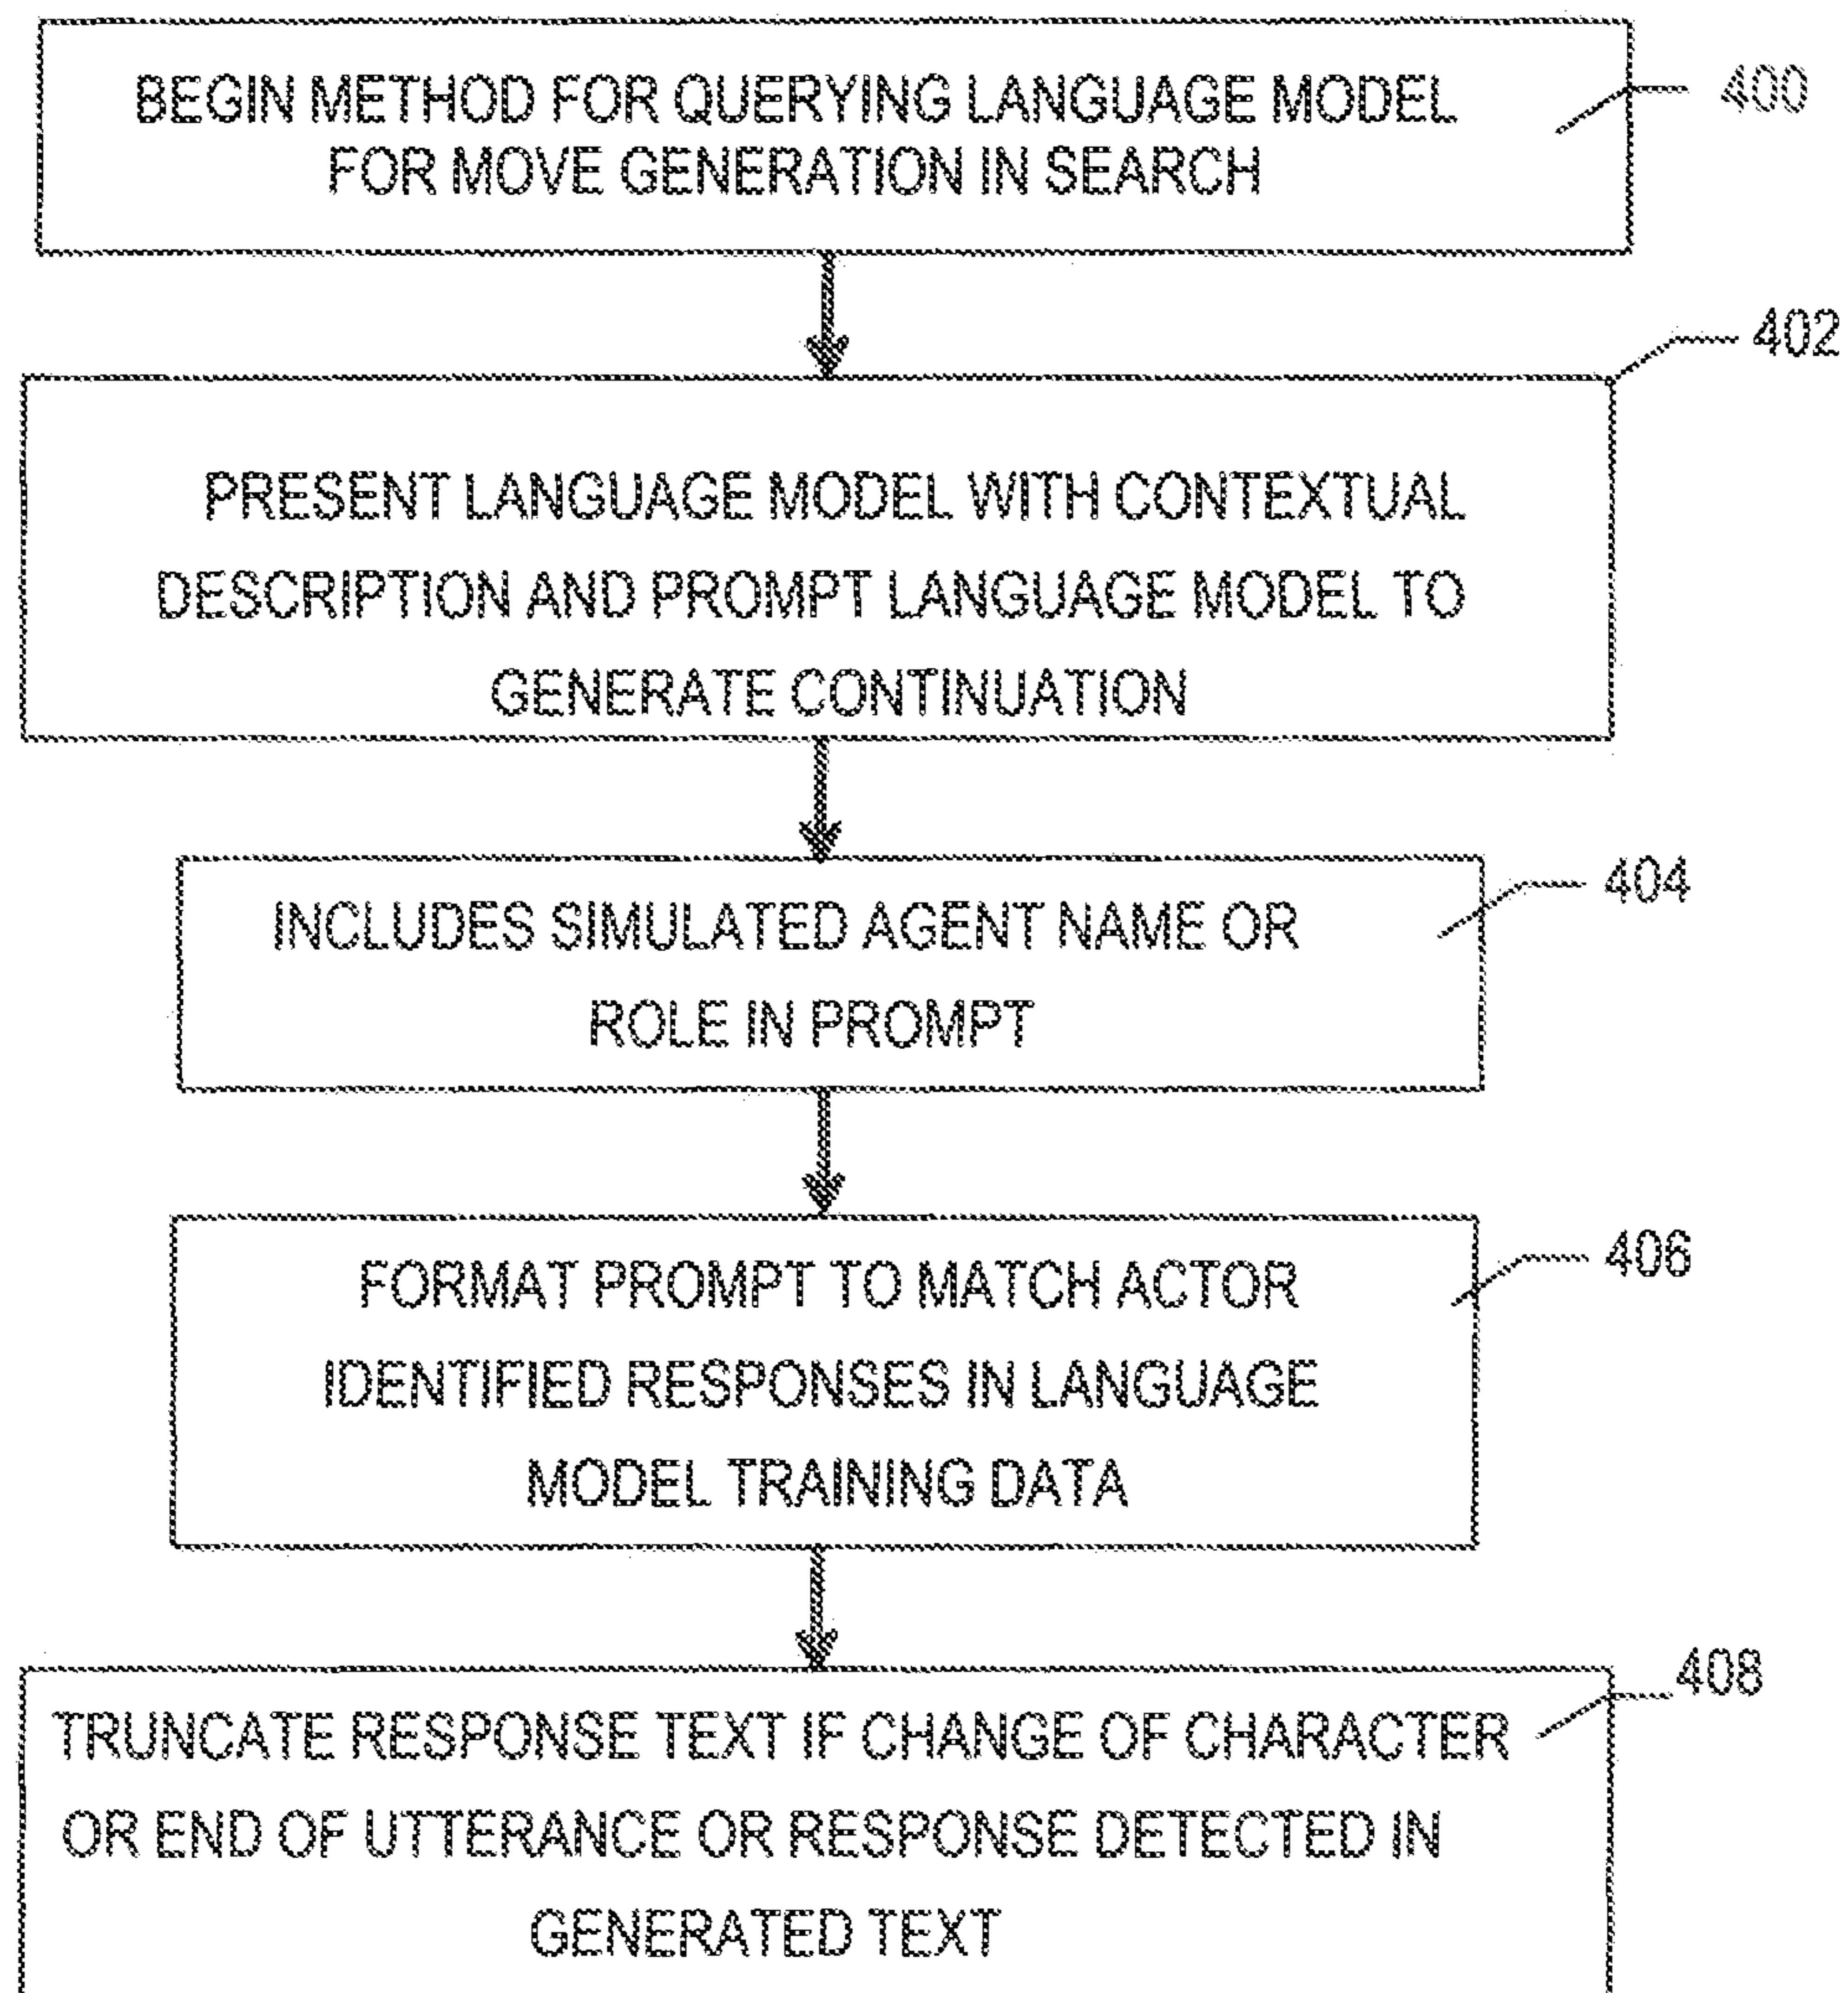 BEGIN METHOD FOR QUERYING LANGUAGE MODEL
FOR MOVE GENERATION IN SEARCH
400
402
PRESENT LANGUAGE MODEL WITH CONTEXTUAL
DESCRIPTION AND PROMPT LANGUAGE MODEL TO
GENERATE CONTINUATION
404
INCLUDES SIMULATED AGENT NAME OR
ROLE IN PROMPT
406
FORMAT PROMPT TO MATCH ACTOR
IDENTIFIED RESPONSES IN LANGUAGE
MODEL TRAINING DATA
408
TRUNCATE RESPONSE TEXT IF CHANGE OF CHARACTER
OR END OF UTTERANCE OR RESPONSE DETECTED IN
GENERATED TEXT